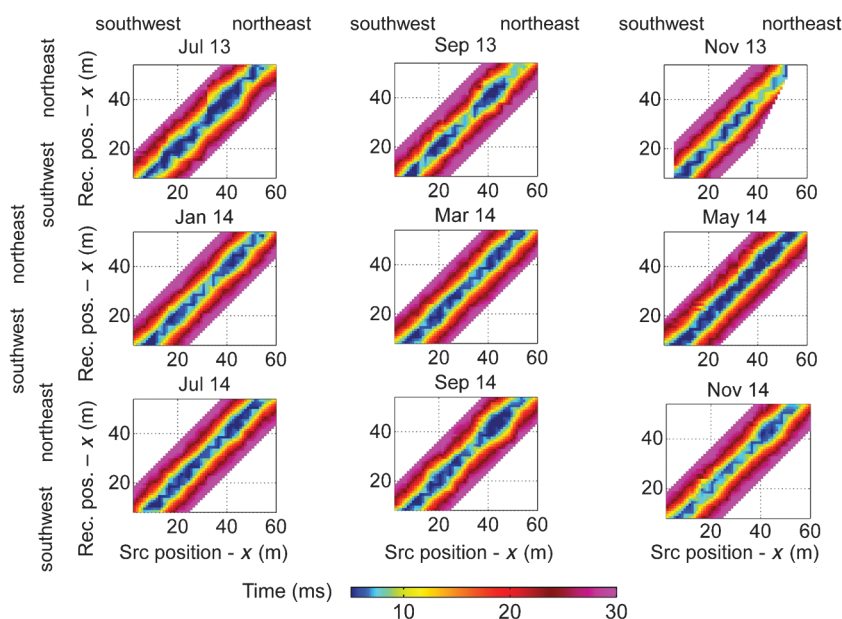 southwest northeast southwest northeast southwest northeast
Jul 13 Sep 13 Nov 13
southwest northeast
Rec. pos. – x (m)
40
20
20 40 60
40
20
20 40 60
40
20
20 40 60
Jan 14 Mar 14 May 14
southwest northeast
Rec. pos. – x (m)
40
20
20 40 60
40
20
20 40 60
40
20
20 40 60
Jul 14 Sep 14 Nov 14
southwest northeast
Rec. pos. – x (m)
40
20
20 40 60
40
20
20 40 60
40
20
20 40 60
Src position - x (m) Src position - x (m) Src position - x (m)
Time (ms)
10 20 30